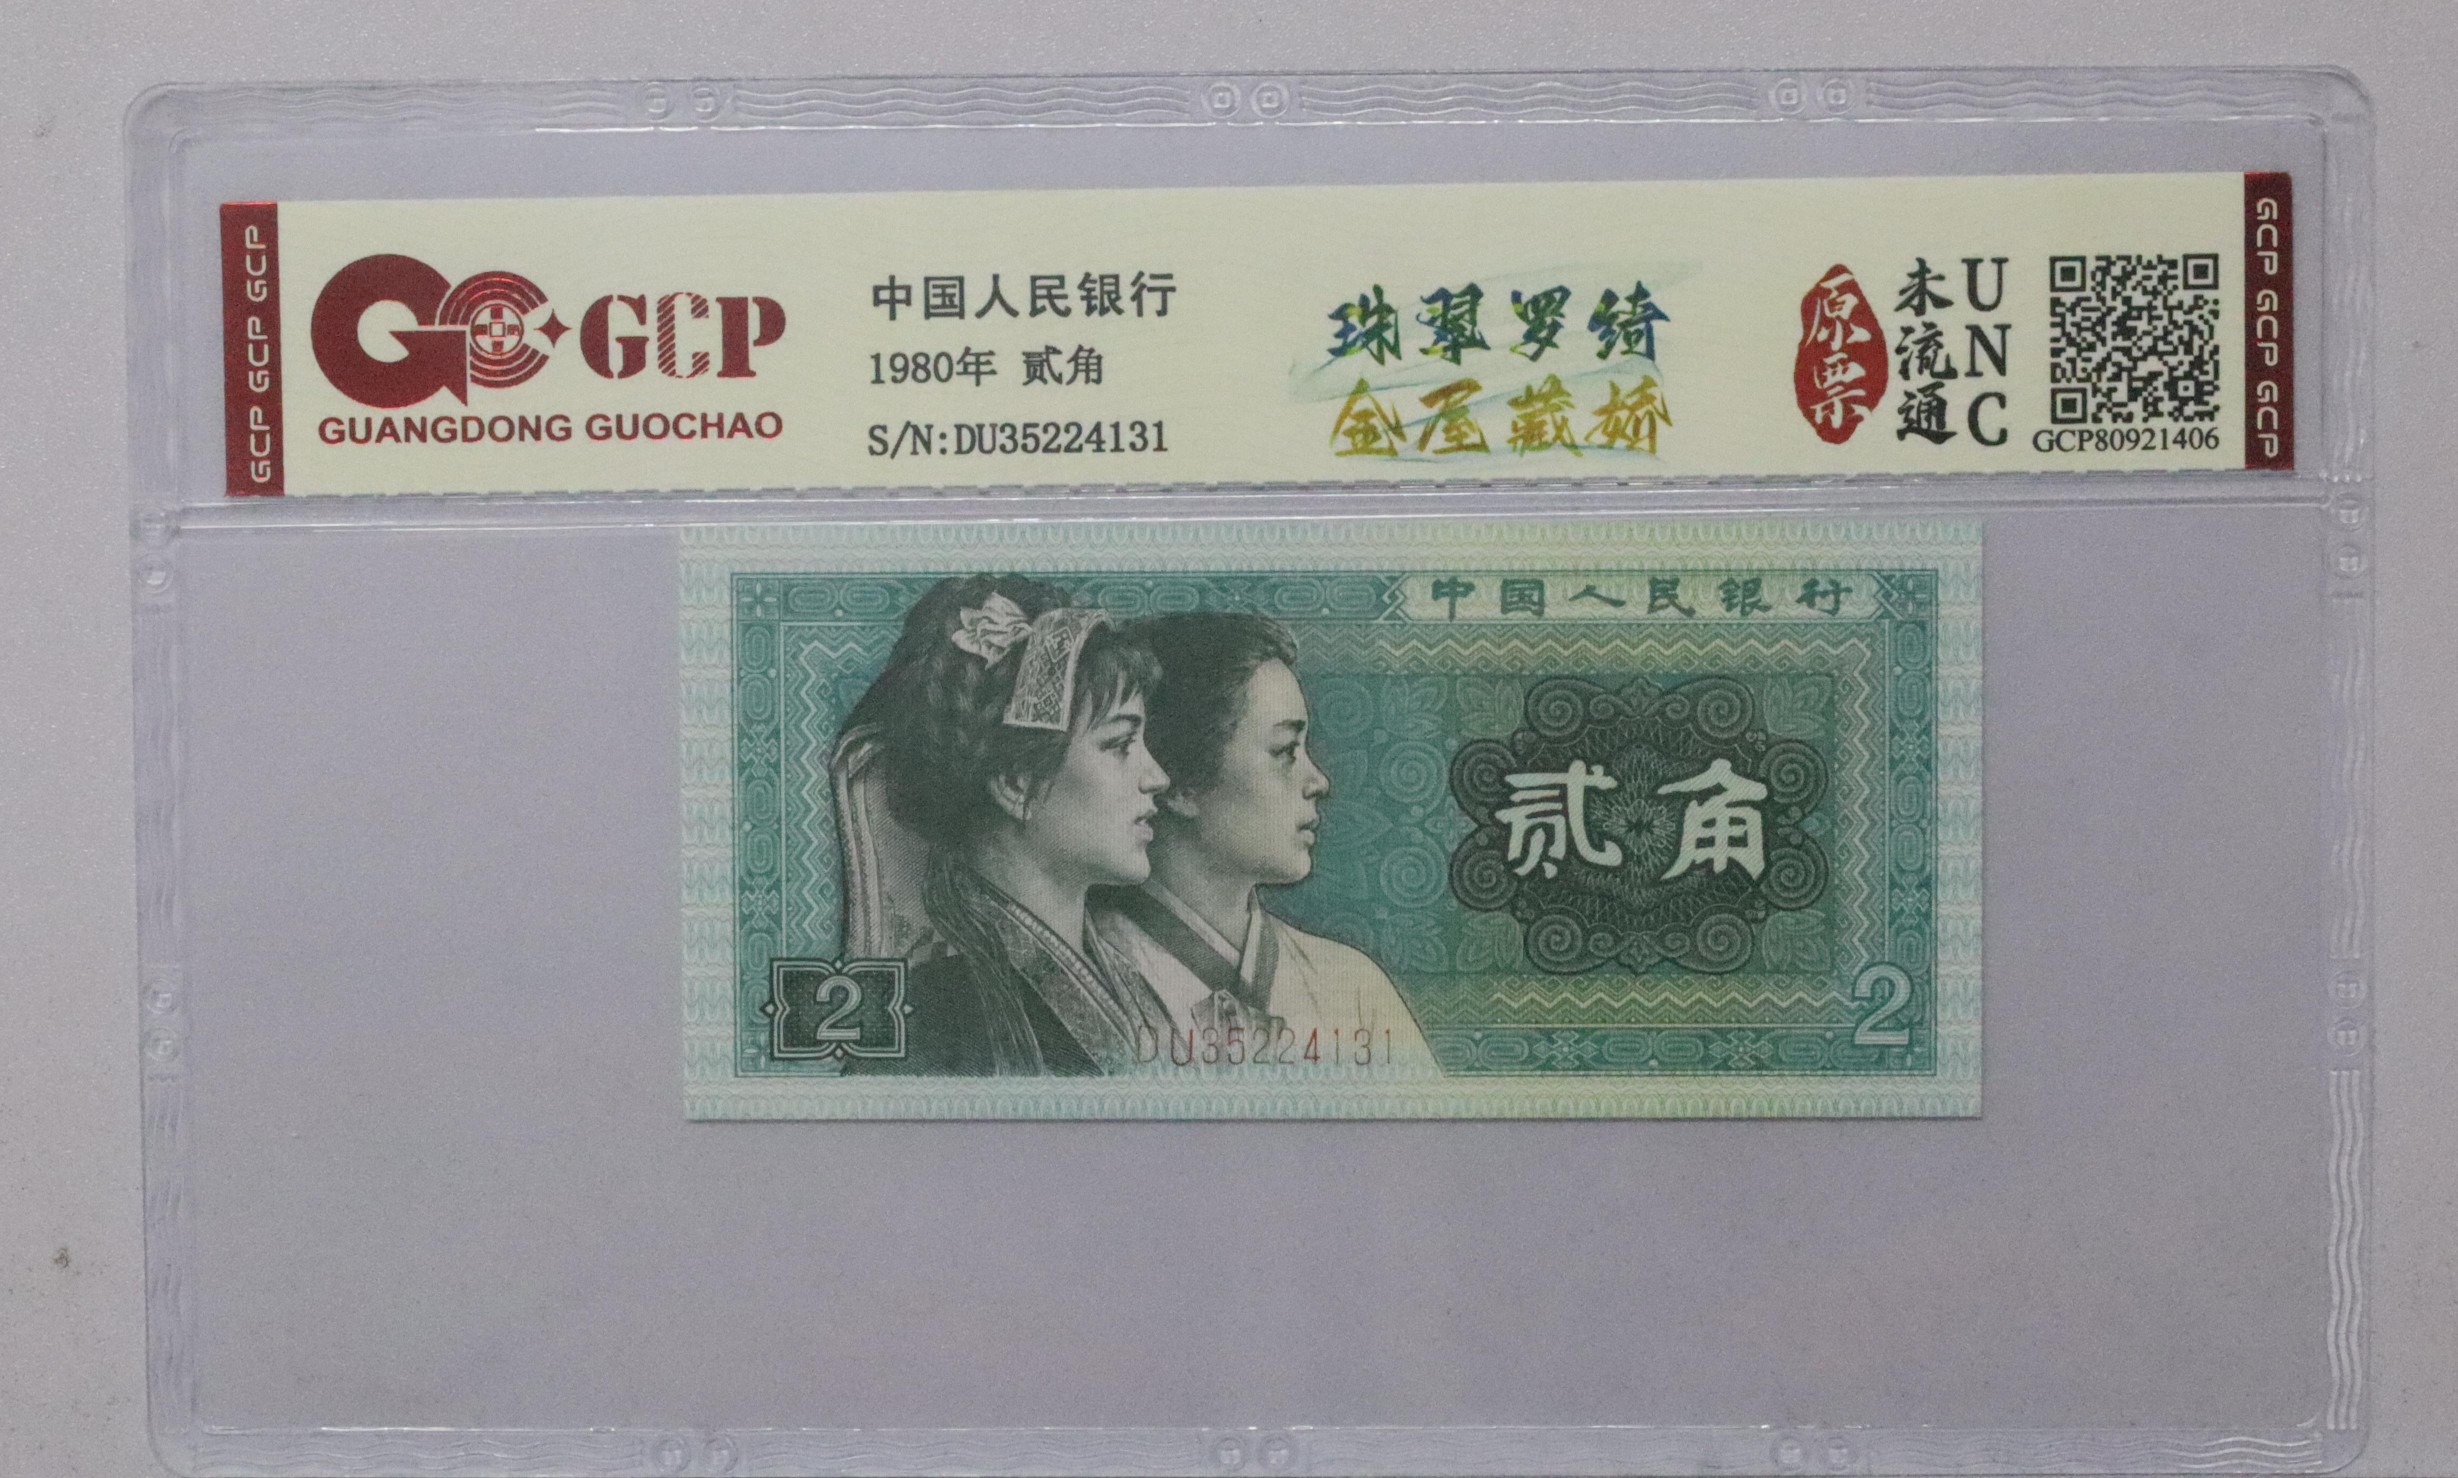 GCP GCP GCP
GCP
GUANGDONG GUOCHAO
中国人民银行
1980年 贰角
S/N:DU35224131
珠翠罗绮
金屋藏娇
原票
未流通
UNC
GCP80921406
GCP GCP GCP
中国人民银行
贰角
2
DU35224131
2